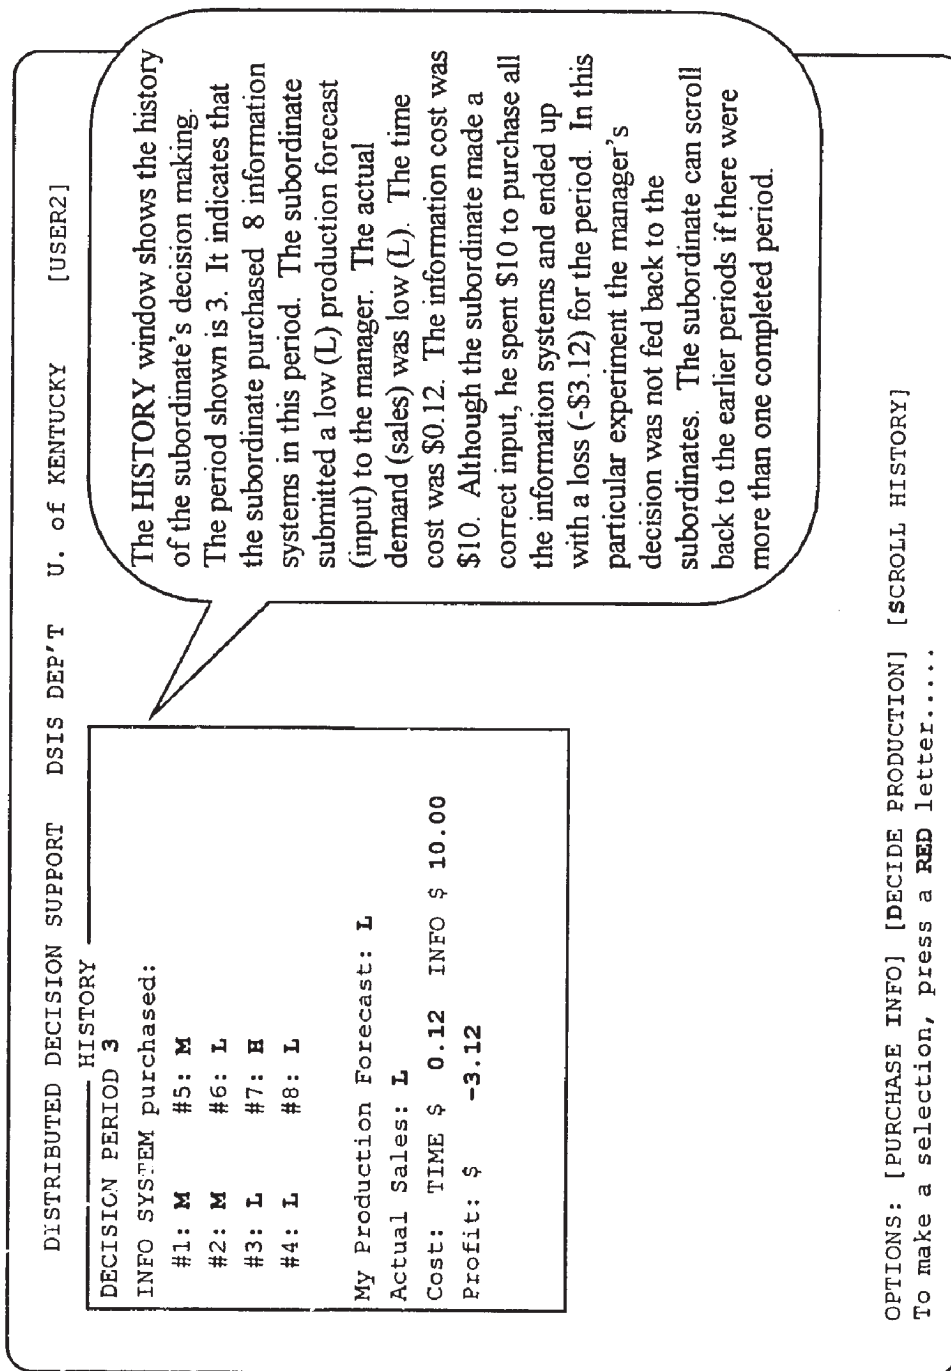 DISTRIBUTED DECISION SUPPORT DSIS DEP'T U. of KENTUCKY [USER2]
HISTORY
DECISION PERIOD 3
INFO SYSTEM purchased:
#1: M #5: M
#2: M #6: L
#3: L #7: H
#4: L #8: L
My Production Forecast: L
Actual Sales: L
Cost: TIME $ 0.12 INFO $ 10.00
Profit: $ -3.12
The HISTORY window shows the history
of the subordinate's decision making.
The period shown is 3. It indicates that
the subordinate purchased 8 information
systems in this period. The subordinate
submitted a low (L) production forecast
(input) to the manager. The actual
demand (sales) was low (L). The time
cost was $0.12. The information cost was
$10. Although the subordinate made a
correct input, he spent $10 to purchase all
the information systems and ended up
with a loss (-$3.12) for the period. In this
particular experiment the manager's
decision was not fed back to the
subordinates. The subordinate can scroll
back to the earlier periods if there were
more than one completed period.
OPTIONS: [PURCHASE INFO] [DECIDE PRODUCTION] [SCROLL HISTORY]
To make a selection, press a RED letter.....